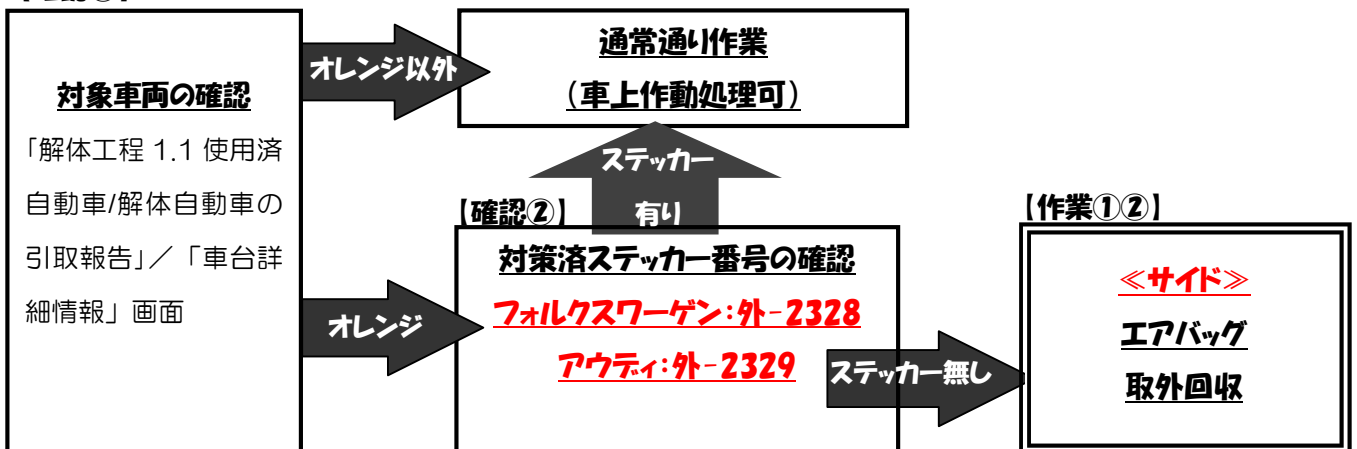 対象車両の確認
「解体工程 1.1 使用済
自動車/解体自動車の
引取報告」／「車台詳
細情報」画面
オレンジ以外
通常通り作業
（車上作動処理可）
ステッカー
有り
オレンジ
【確認②】
対策済ステッカー番号の確認
フォルクスワーゲン：外-2328
アウディ：外-2329
ステッカー無し
【作業①②】
≪サイド≫
エアバッグ
取外回収